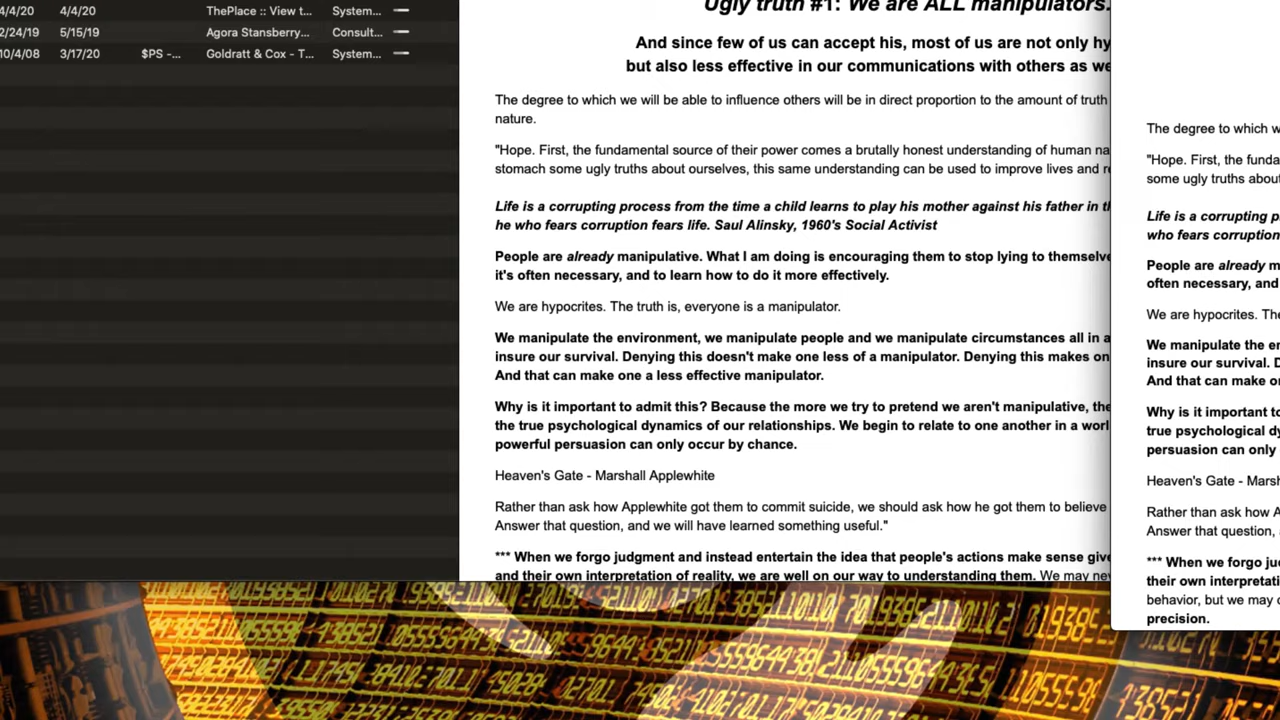 4/4/20 4/4/20 ThePlace :: View t... System...
2/24/19 5/15/19 Agora Stansberry... Consult...
10/4/08 3/17/20 $PS -... Goldratt & Cox - T... System...
Ugly truth #1: We are ALL manipulators.
And since few of us can accept his, most of us are not only hy
but also less effective in our communications with others as we
The degree to which we will be able to influence others will be in direct proportion to the amount of truth
nature.
"Hope. First, the fundamental source of their power comes a brutally honest understanding of human na
stomach some ugly truths about ourselves, this same understanding can be used to improve lives and re
Life is a corrupting process from the time a child learns to play his mother against his father in th
he who fears corruption fears life. Saul Alinsky, 1960's Social Activist
People are already manipulative. What I am doing is encouraging them to stop lying to themselve
it's often necessary, and to learn how to do it more effectively.
We are hypocrites. The truth is, everyone is a manipulator.
We manipulate the environment, we manipulate people and we manipulate circumstances all in a
insure our survival. Denying this doesn't make one less of a manipulator. Denying this makes on
And that can make one a less effective manipulator.
Why is it important to admit this? Because the more we try to pretend we aren't manipulative, the
the true psychological dynamics of our relationships. We begin to relate to one another in a worl
powerful persuasion can only occur by chance.
Heaven's Gate - Marshall Applewhite
Rather than ask how Applewhite got them to commit suicide, we should ask how he got them to believe
Answer that question, and we will have learned something useful."
*** When we forgo judgment and instead entertain the idea that people's actions make sense give
and their own interpretation of reality, we are well on our way to understanding them. We may nev
The degree to which w
"Hope. First, the funda
some ugly truths about
Life is a corrupting p
who fears corruption
People are already m
often necessary, and
We are hypocrites. The
We manipulate the en
insure our survival. D
And that can make o
Why is it important to
true psychological dy
persuasion can only
Heaven's Gate - Marsh
Rather than ask how A
Answer that question,
*** When we forgo jud
their own interpretati
behavior, but we may c
precision.